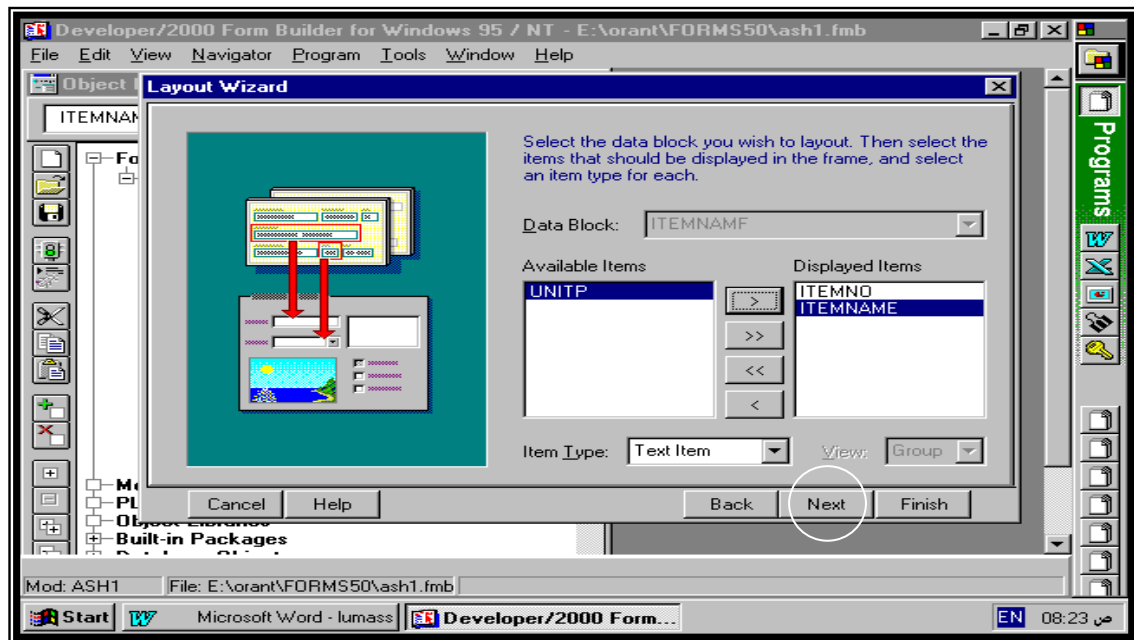 Developer/2000 Form Builder for Windows 95 / NT - E:\orant\FORMS50\ash1.fmb
File Edit View Navigator Program Tools Window Help
Object
Layout Wizard
Select the data block you wish to layout. Then select the
items that should be displayed in the frame, and select
an item type for each.
Data Block: ITEMNAMF
Available Items
UNITP
Displayed Items
ITEMNO
ITEMNAME
>
>>
<<
<
Item Type: Text Item View: Group
Cancel Help Back Next Finish
Built-in Packages
Programs
Mod: ASH1 File: E:\orant\FORMS50\ash1.fmb
Start Microsoft Word - lumass Developer/2000 Form... EN 08:23 ص